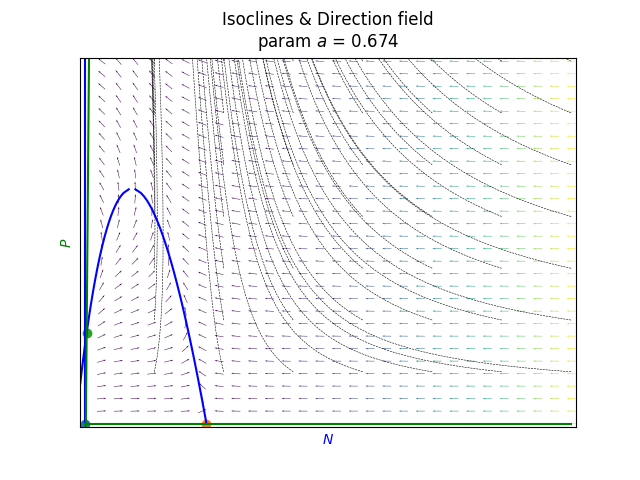 Isoclines & Direction field
param a = 0.674
P
N